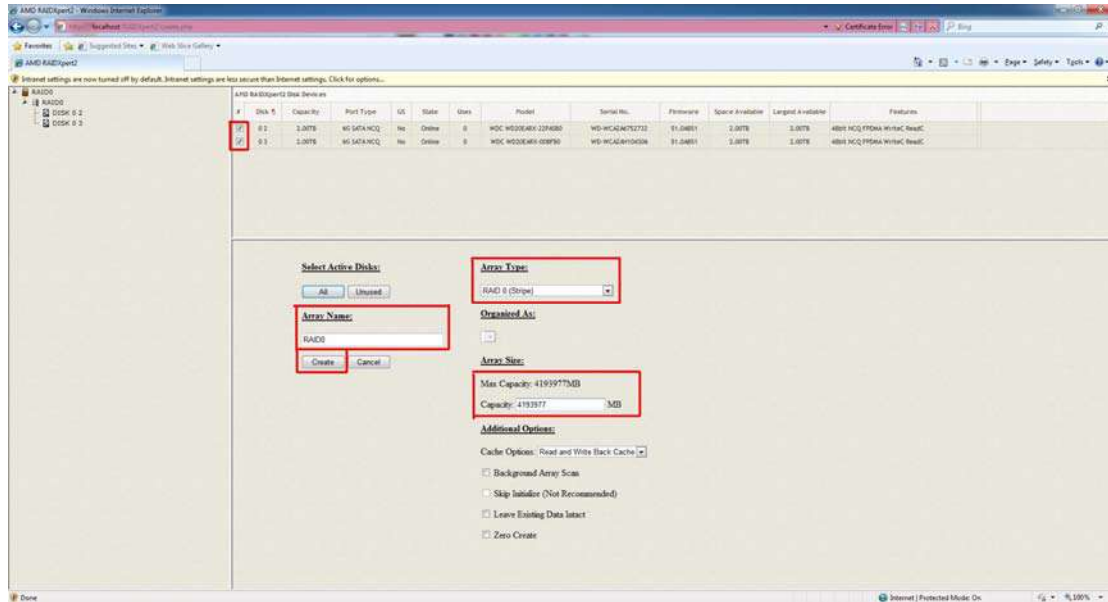 AMD RAIDXpert2 - Windows Internet Explorer
localhost
Certificate Error
Bing
Favorites
Suggested Sites
Web Slice Gallery
AMD RAIDXpert2
Page Safety Tools
Intranet settings are now turned off by default. Intranet settings are less secure than Internet settings. Click for options...
RAID0
RAID0
DISK 0 2
DISK 0 3
AMD RAIDXpert2 Disk Devices
# Disk Capacity Port Type GS State Uses Model Serial No. Firmware Space Available Largest Available Features
0 2 2.00TB 6G SATA NCQ No Online 0 2.00TB 2.00TB 48bit NCQ FPDMA WriteC ReadC
0 3 2.00TB 6G SATA NCQ No Online 0 2.00TB 2.00TB 48bit NCQ FPDMA WriteC ReadC
Select Active Disks:
All Unused
Array Name:
RAID0
Create Cancel
Array Type:
RAID 0 (Stripe)
Organized As:
Array Size:
Max Capacity: 4193977MB
Capacity: 4193977 MB
Additional Options:
Cache Options: Read and Write Back Cache
Background Array Scan
Skip Initialize (Not Recommended)
Leave Existing Data Intact
Zero Create
Done
Internet | Protected Mode: On
100%